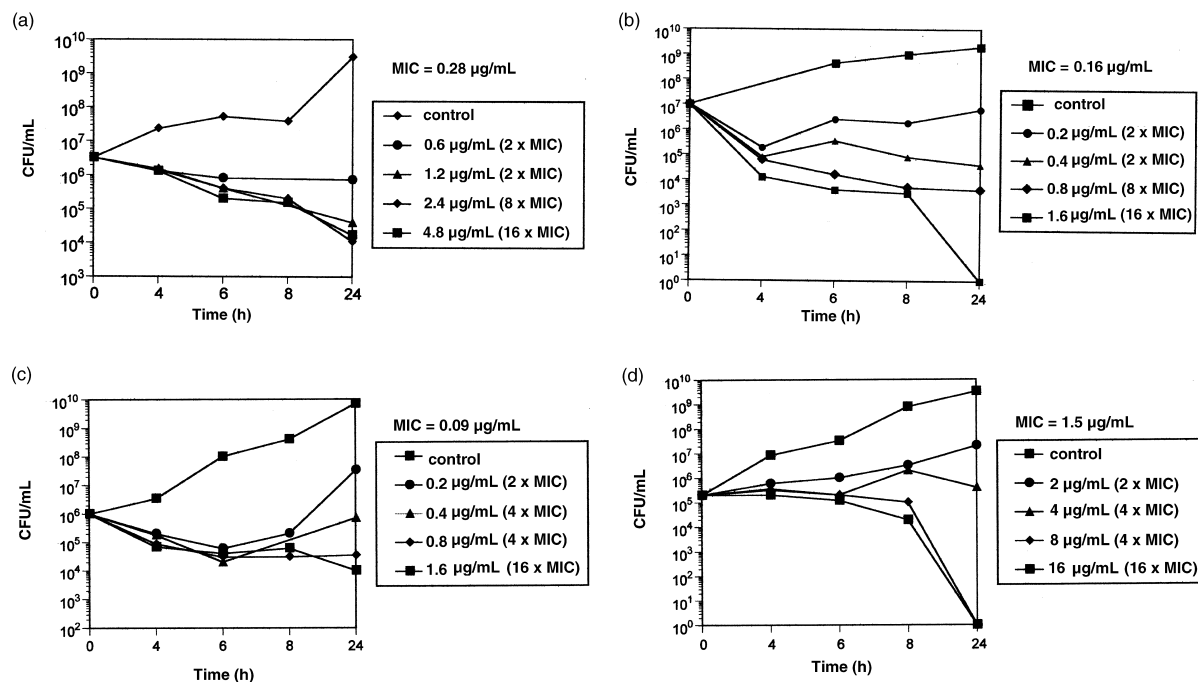 (a)
10^10
10^9
10^8
10^7
10^6
10^5
10^4
10^3
CFU/mL
0 4 6 8 24
Time (h)
MIC = 0.28 µg/mL
control
0.6 µg/mL (2 x MIC)
1.2 µg/mL (2 x MIC)
2.4 µg/mL (8 x MIC)
4.8 µg/mL (16 x MIC)
(b)
10^10
10^9
10^8
10^7
10^6
10^5
10^4
10^3
10^2
10^1
10^0
CFU/mL
0 4 6 8 24
Time (h)
MIC = 0.16 µg/mL
control
0.2 µg/mL (2 x MIC)
0.4 µg/mL (2 x MIC)
0.8 µg/mL (8 x MIC)
1.6 µg/mL (16 x MIC)
(c)
10^10
10^9
10^8
10^7
10^6
10^5
10^4
10^3
10^2
CFU/mL
0 4 6 8 24
Time (h)
MIC = 0.09 µg/mL
control
0.2 µg/mL (2 x MIC)
0.4 µg/mL (4 x MIC)
0.8 µg/mL (4 x MIC)
1.6 µg/mL (16 x MIC)
(d)
10^10
10^9
10^8
10^7
10^6
10^5
10^4
10^3
10^2
10^1
10^0
CFU/mL
0 4 6 8 24
Time (h)
MIC = 1.5 µg/mL
control
2 µg/mL (2 x MIC)
4 µg/mL (4 x MIC)
8 µg/mL (4 x MIC)
16 µg/mL (16 x MIC)